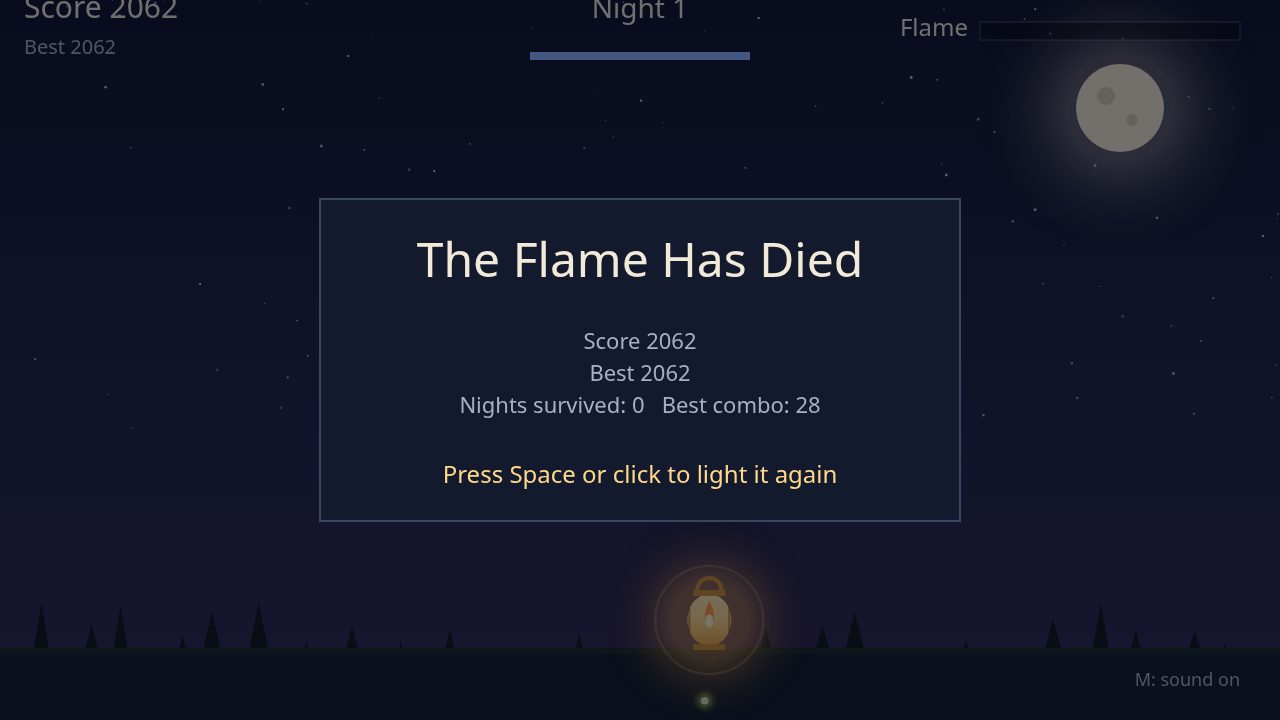 Score 2062
Best 2062
Night 1
Flame
The Flame Has Died
Score 2062
Best 2062
Nights survived: 0   Best combo: 28
Press Space or click to light it again
M: sound on